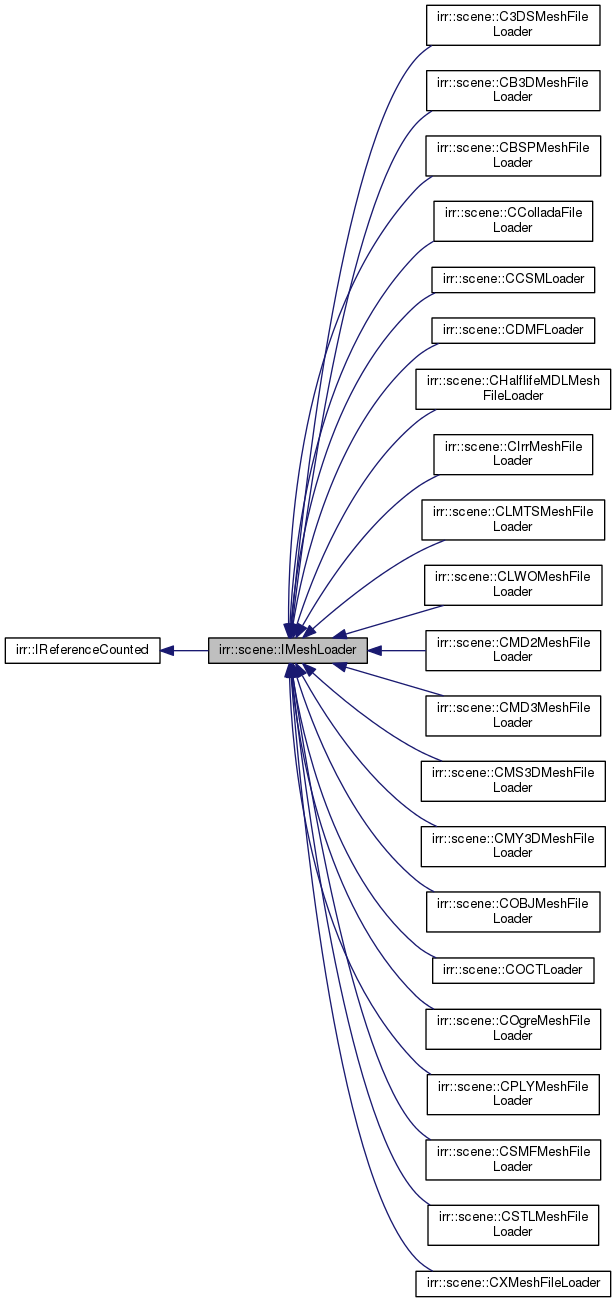 irr::scene::C3DSMeshFile
Loader
irr::scene::CB3DMeshFile
Loader
irr::scene::CBSPMeshFile
Loader
irr::scene::CColladaFile
Loader
irr::scene::CCSMLoader
irr::scene::CDMFLoader
irr::scene::CHalflifeMDLMesh
FileLoader
irr::scene::CIrrMeshFile
Loader
irr::scene::CLMTSMeshFile
Loader
irr::scene::CLWOMeshFile
Loader
irr::IReferenceCounted
irr::scene::IMeshLoader
irr::scene::CMD2MeshFile
Loader
irr::scene::CMD3MeshFile
Loader
irr::scene::CMS3DMeshFile
Loader
irr::scene::CMY3DMeshFile
Loader
irr::scene::COBJMeshFile
Loader
irr::scene::COCTLoader
irr::scene::COgreMeshFile
Loader
irr::scene::CPLYMeshFile
Loader
irr::scene::CSMFMeshFile
Loader
irr::scene::CSTLMeshFile
Loader
irr::scene::CXMeshFileLoader